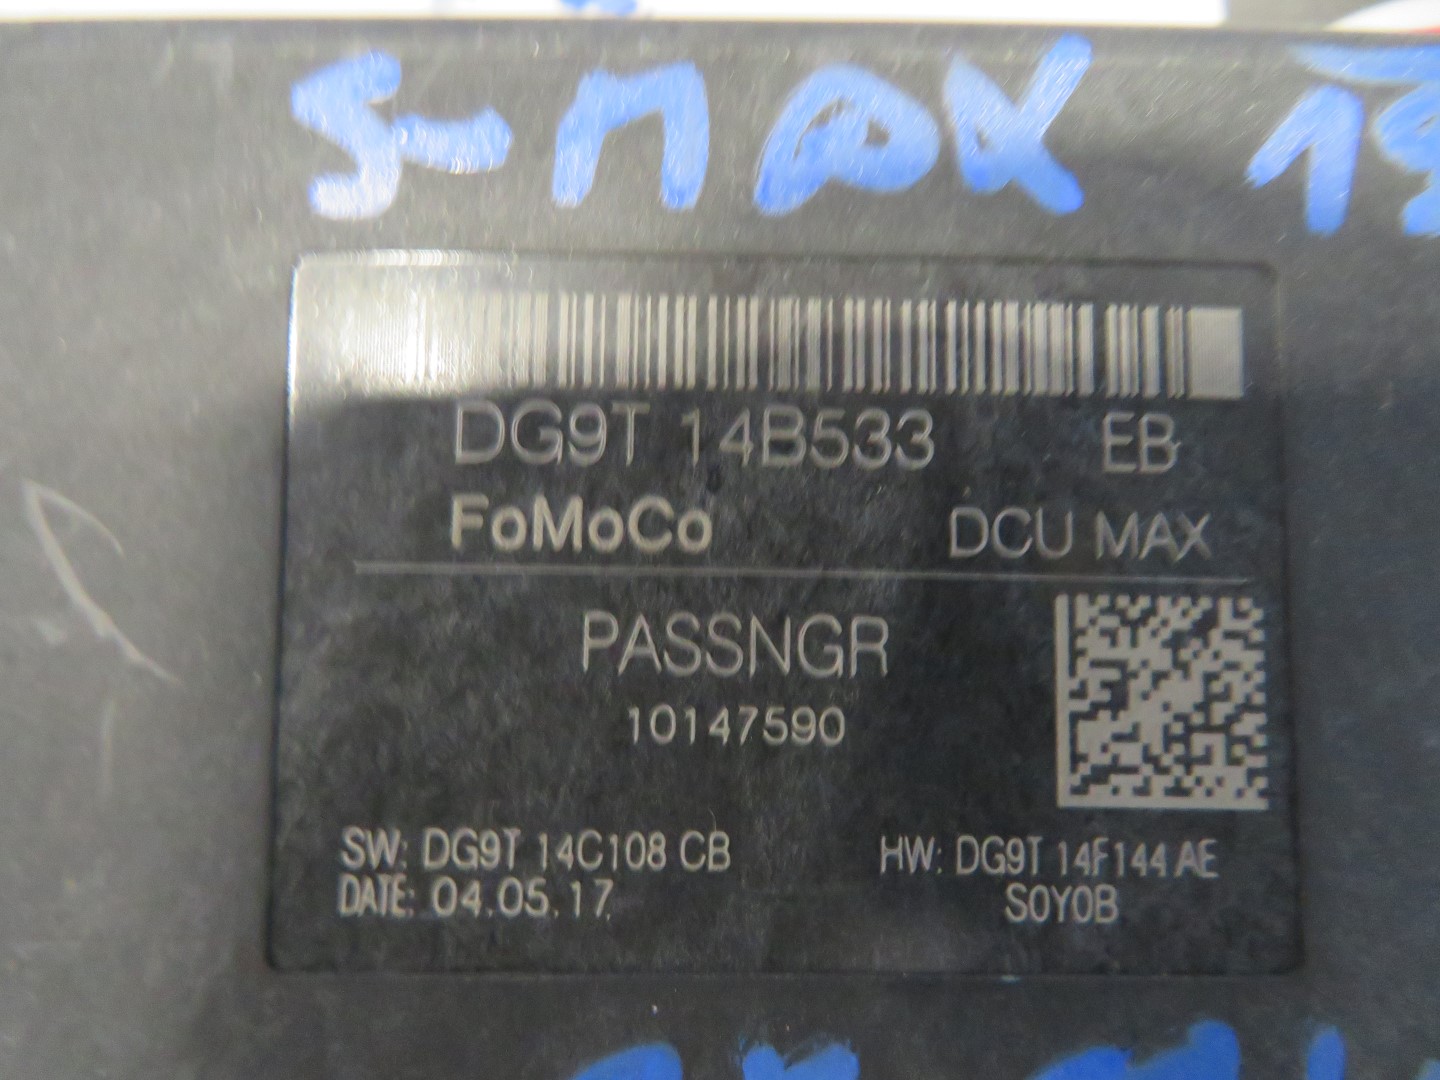 S-MAX
DG9T 14B533 EB
FoMoCo DCU MAX
PASSNGR
10147590
SW: DG9T 14C108 CB HW: DG9T 14F144 AE
DATE: 04.05.17. S0Y0B